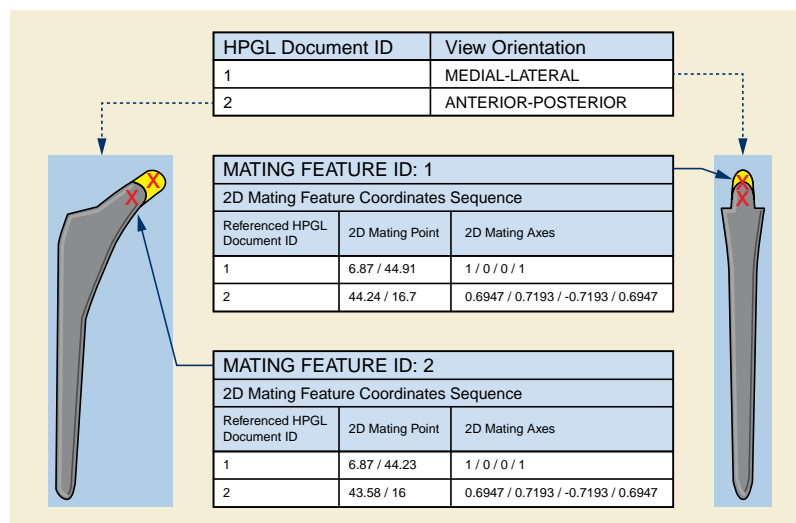 HPGL Document ID View Orientation
1 MEDIAL-LATERAL
2 ANTERIOR-POSTERIOR
MATING FEATURE ID: 1
2D Mating Feature Coordinates Sequence
Referenced HPGL Document ID 2D Mating Point 2D Mating Axes
1 6.87 / 44.91 1 / 0 / 0 / 1
2 44.24 / 16.7 0.6947 / 0.7193 / -0.7193 / 0.6947
X
X
X
X
MATING FEATURE ID: 2
2D Mating Feature Coordinates Sequence
Referenced HPGL Document ID 2D Mating Point 2D Mating Axes
1 6.87 / 44.23 1 / 0 / 0 / 1
2 43.58 / 16 0.6947 / 0.7193 / -0.7193 / 0.6947